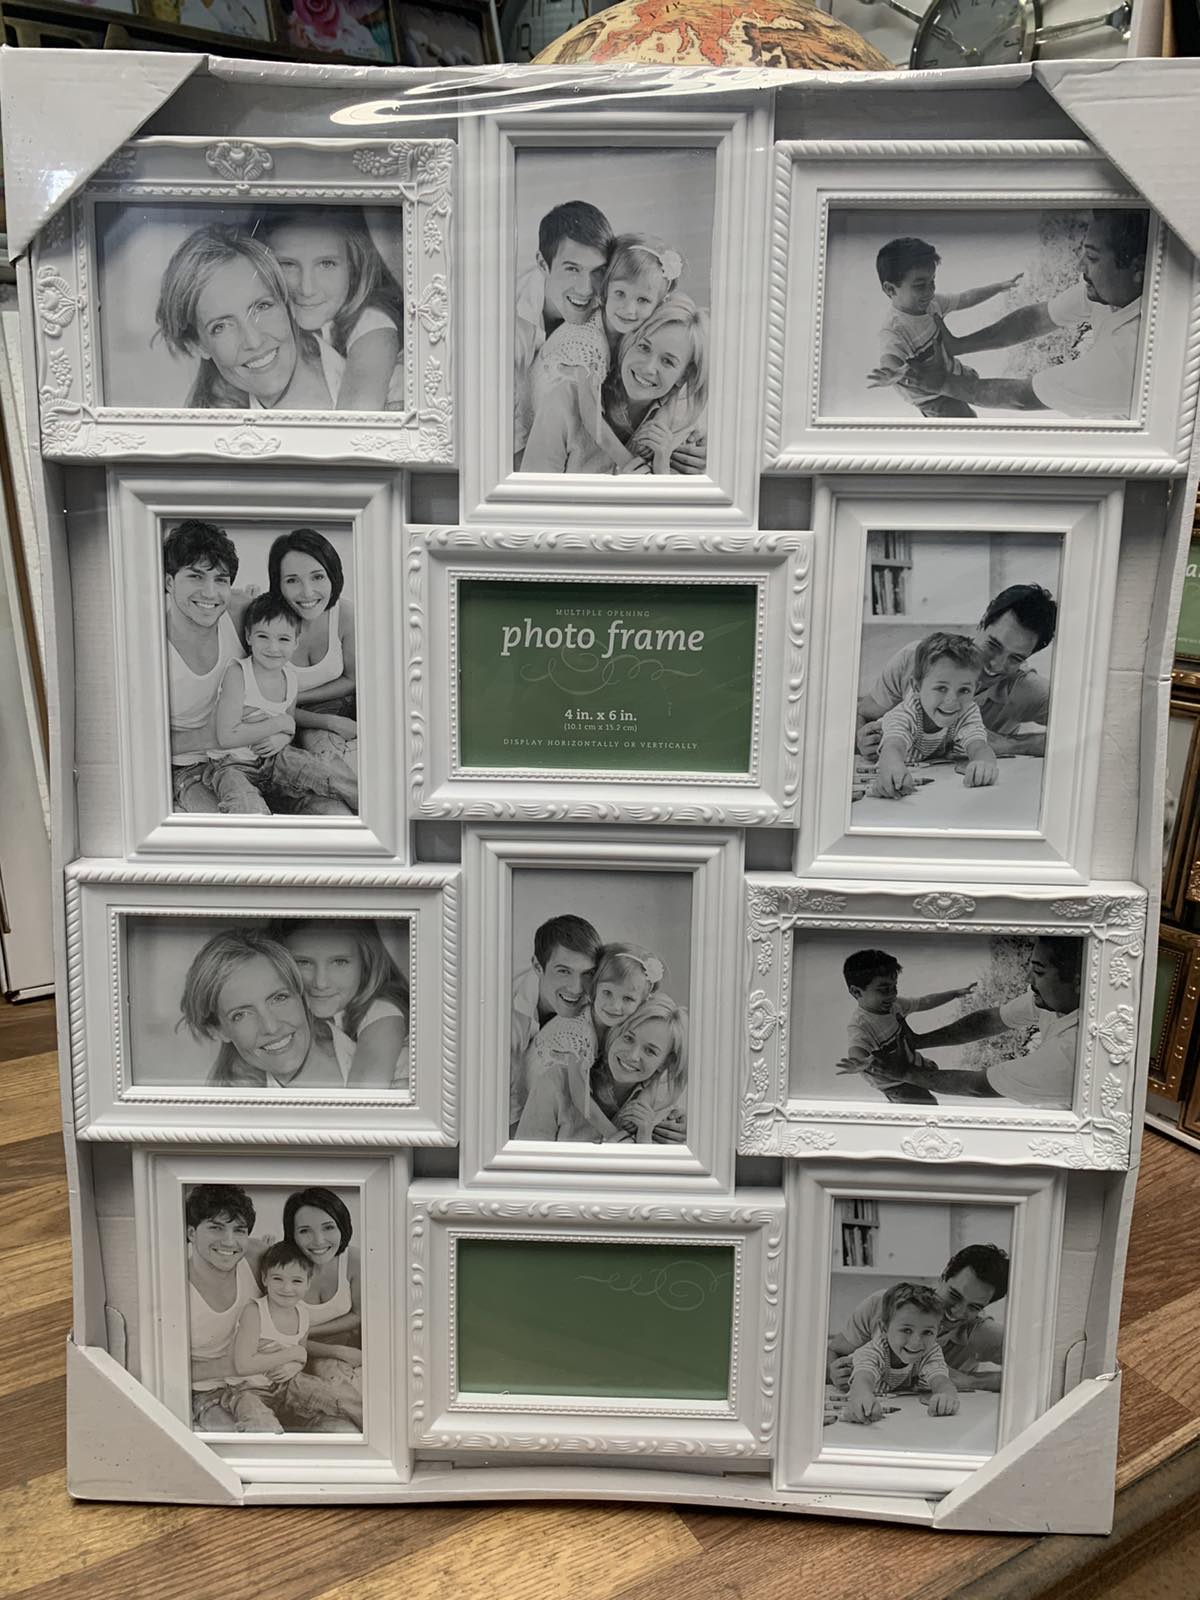 MULTIPLE OPENING
photo frame
4 in. x 6 in.
(10.1 cm x 15.2 cm)
DISPLAY HORIZONTALLY OR VERTICALLY